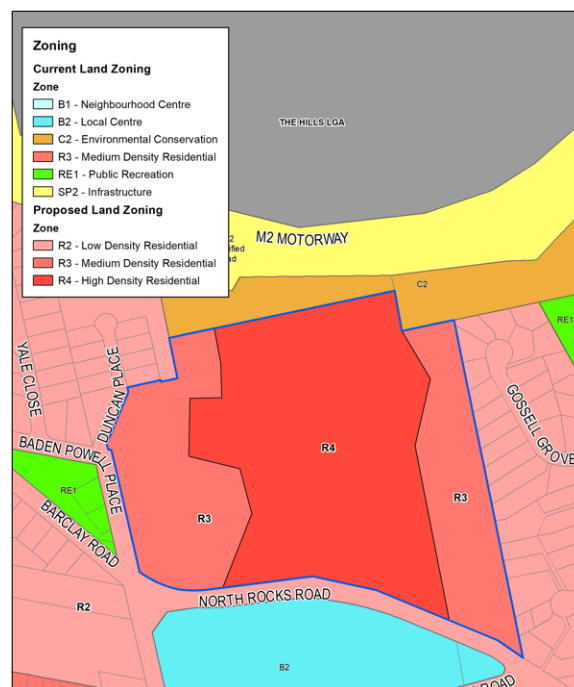 Zoning
Current Land Zoning
Zone
B1 - Neighbourhood Centre
B2 - Local Centre
C2 - Environmental Conservation
R3 - Medium Density Residential
RE1 - Public Recreation
SP2 - Infrastructure
Proposed Land Zoning
Zone
R2 - Low Density Residential
R3 - Medium Density Residential
R4 - High Density Residential
THE HILLS LGA
M2 MOTORWAY
C2
RE1
YALE CLOSE
DUNCAN PLACE
GOSSELL GROVE
BADEN POWELL PLACE
RE1
BARCLAY ROAD
R4
R3
R3
R2
NORTH ROCKS ROAD
B2
ROAD